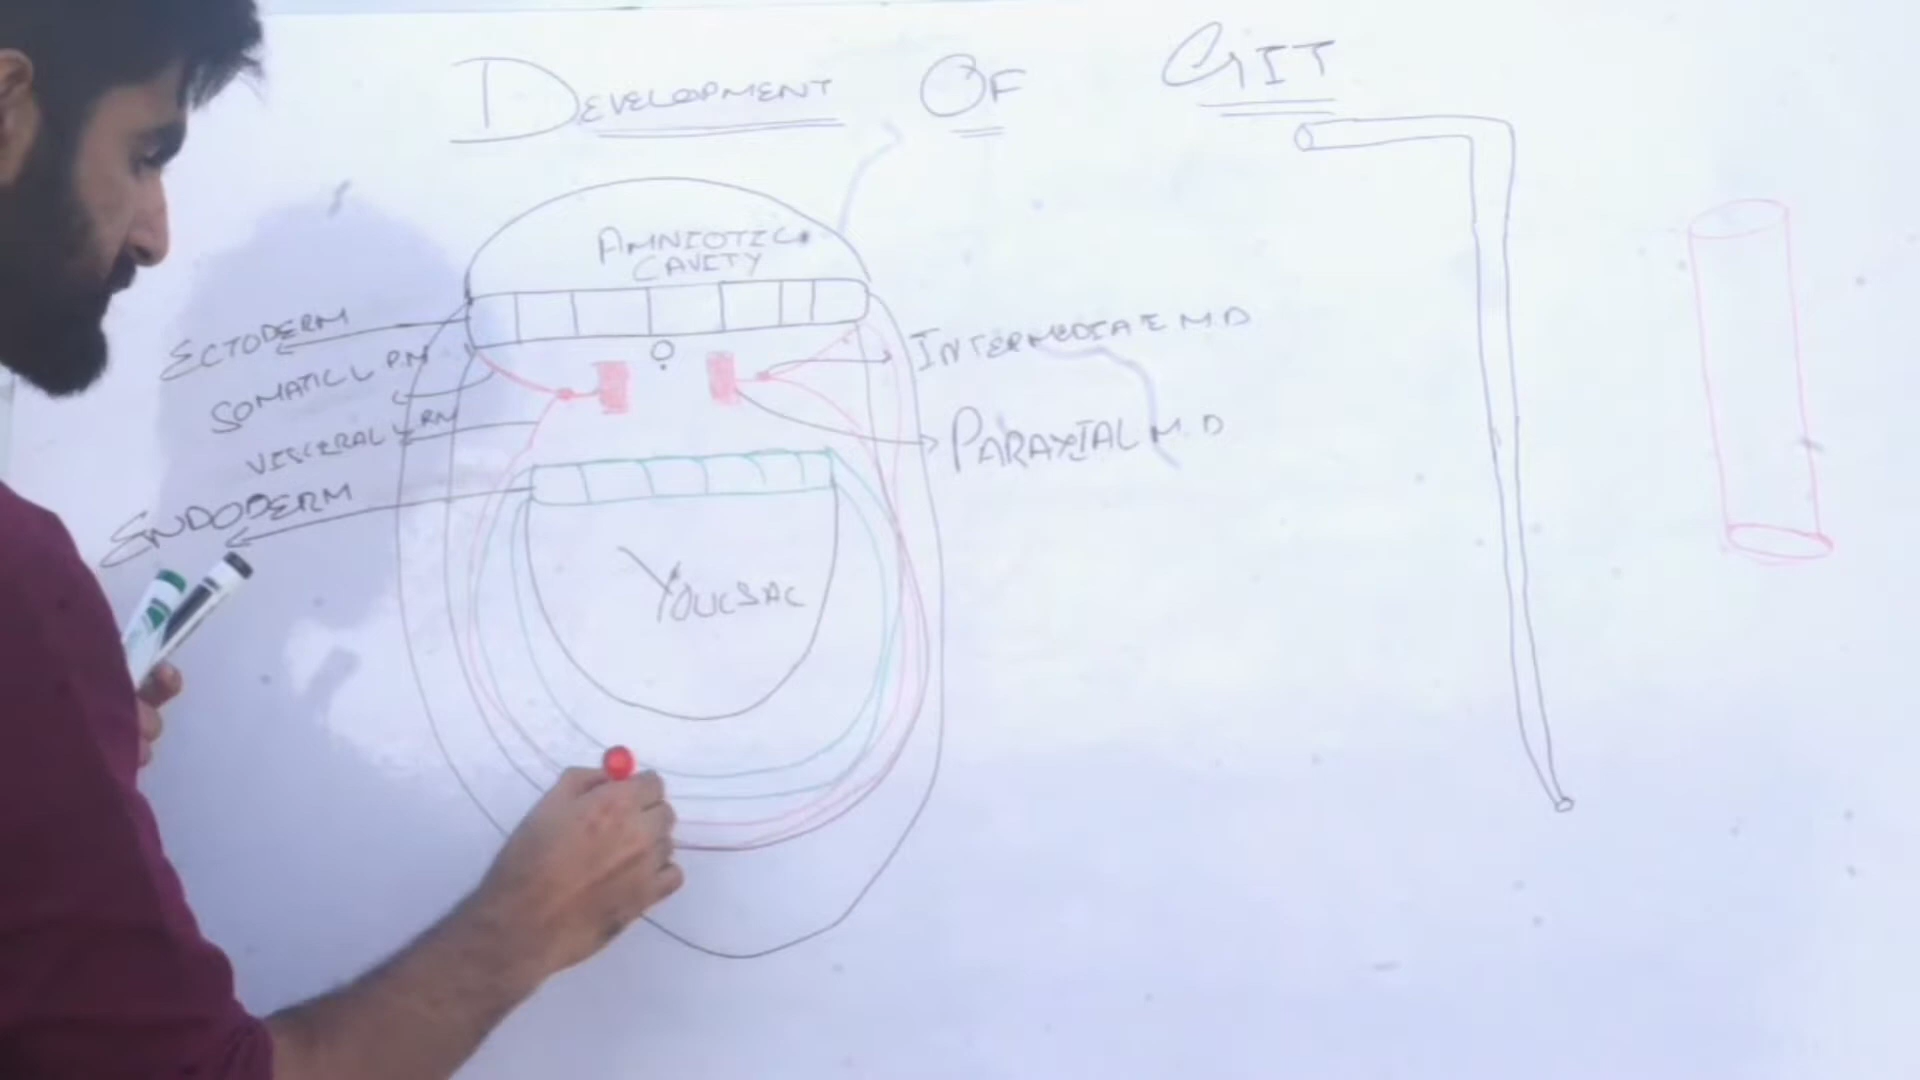 DEVELOPMENT OF GIT
AMNIOTIC
CAVITY
ECTODERM
SOMATIC L P.M
VISCERAL L P.M
ENDODERM
INTERMEDIATE M.D
PARAXIAL M.D
YOLKSAC